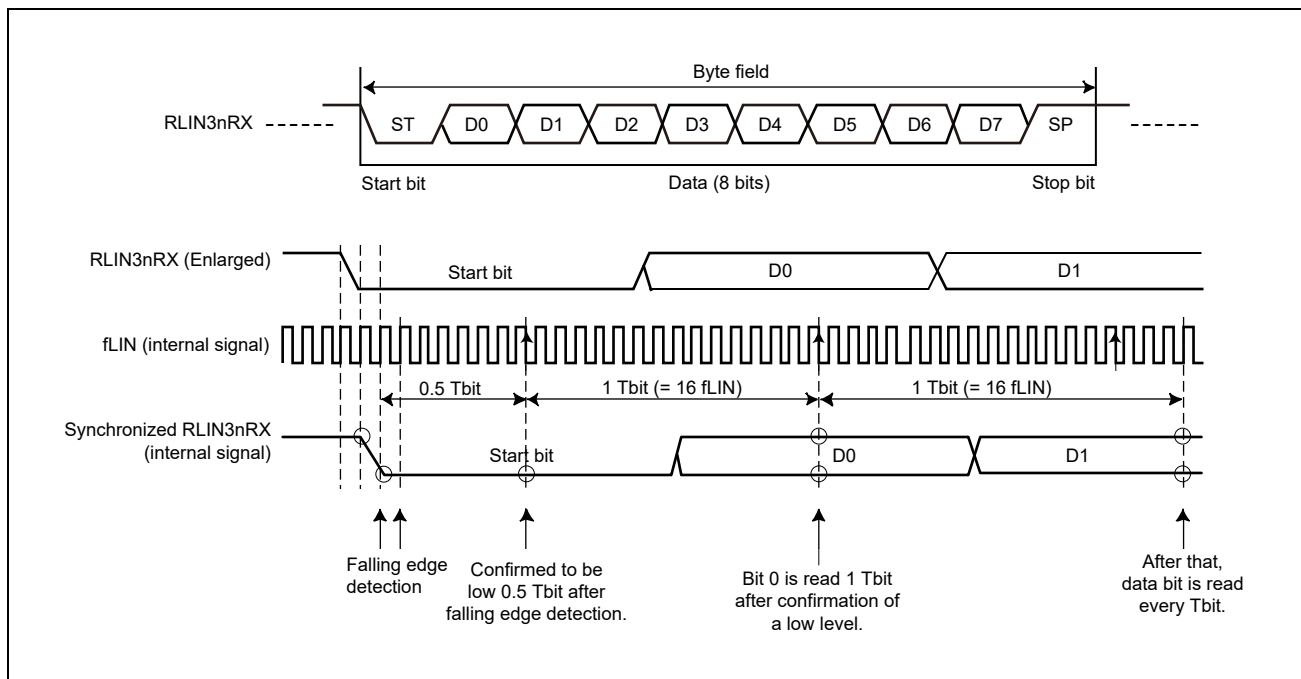 Byte field
RLIN3nRX
ST D0 D1 D2 D3 D4 D5 D6 D7 SP
Start bit Data (8 bits) Stop bit
RLIN3nRX (Enlarged)
Start bit D0 D1
fLIN (internal signal)
0.5 Tbit 1 Tbit (= 16 fLIN) 1 Tbit (= 16 fLIN)
Synchronized RLIN3nRX
(internal signal)
Start bit D0 D1
Falling edge
detection
Confirmed to be
low 0.5 Tbit after
falling edge detection.
Bit 0 is read 1 Tbit
after confirmation of
a low level.
After that,
data bit is read
every Tbit.